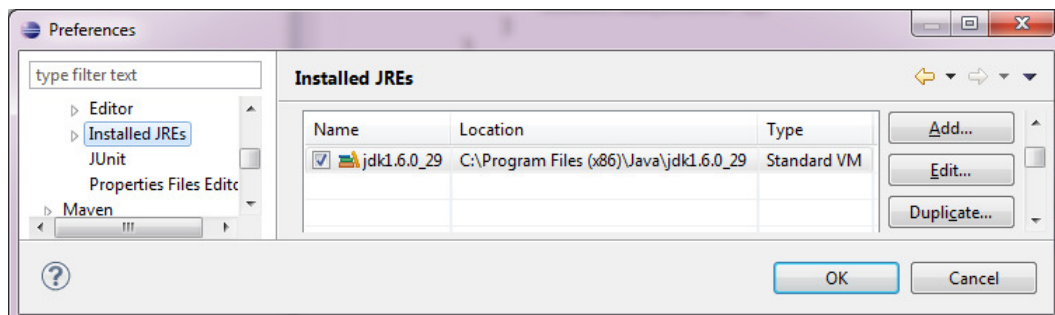 Preferences
type filter text
Editor
Installed JREs
JUnit
Properties Files Edito
Maven
Installed JREs
Name Location Type
jdk1.6.0_29 C:\Program Files (x86)\Java\jdk1.6.0_29 Standard VM
Add...
Edit...
Duplicate...
OK Cancel